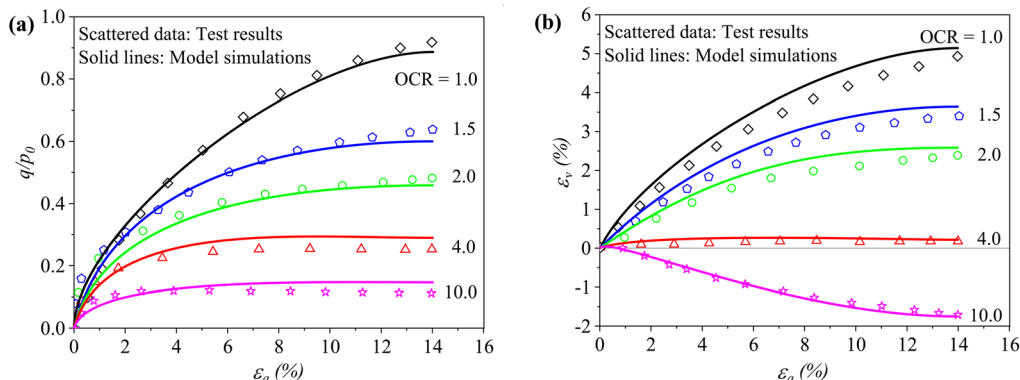 (a)
Scattered data: Test results
Solid lines: Model simulations
OCR = 1.0
1.5
2.0
4.0
10.0
1.0
0.8
0.6
0.4
0.2
0.0
q/p0
0 2 4 6 8 10 12 14 16
εa (%)
(b)
Scattered data: Test results
Solid lines: Model simulations
OCR = 1.0
1.5
2.0
4.0
10.0
6
5
4
3
2
1
0
-1
-2
εv (%)
0 2 4 6 8 10 12 14 16
εa (%)